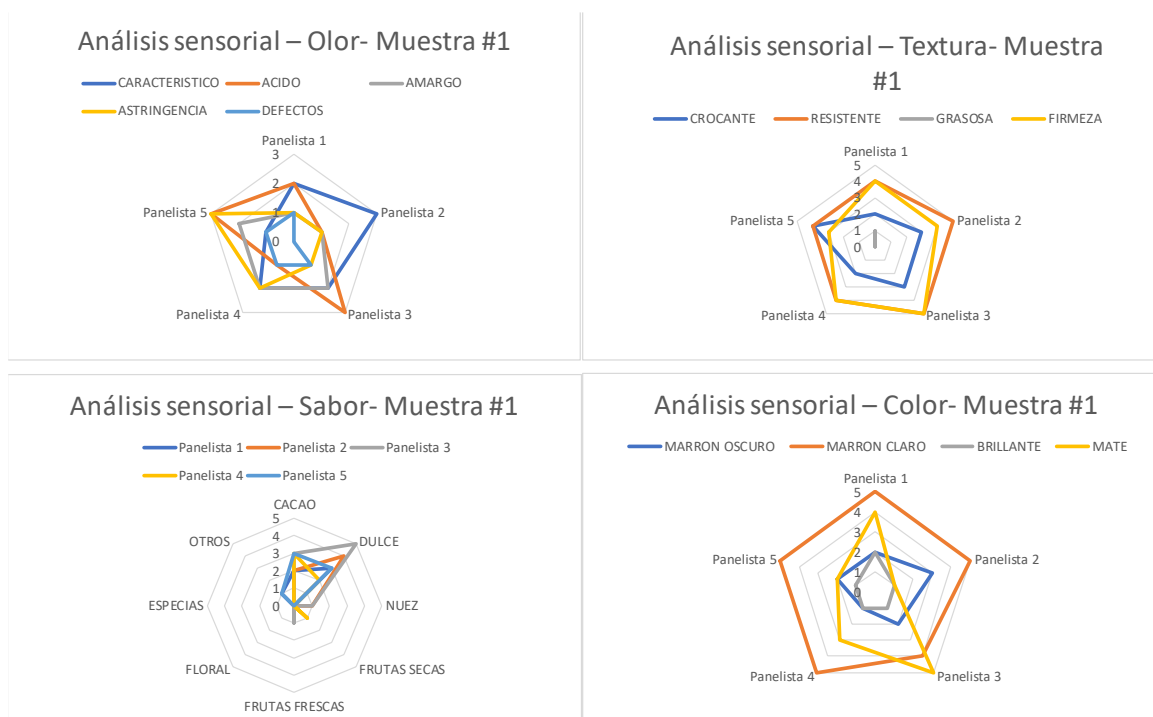 Análisis sensorial – Olor- Muestra #1
CARACTERISTICO ACIDO AMARGO
ASTRINGENCIA DEFECTOS
Panelista 1
3
2
1
0
Panelista 2
Panelista 3
Panelista 4
Panelista 5
Análisis sensorial – Textura- Muestra
#1
CROCANTE RESISTENTE GRASOSA FIRMEZA
Panelista 1
5
4
3
2
1
0
Panelista 2
Panelista 3
Panelista 4
Panelista 5
Análisis sensorial – Sabor- Muestra #1
Panelista 1 Panelista 2 Panelista 3
Panelista 4 Panelista 5
CACAO
5
4
3
2
1
0
DULCE
NUEZ
FRUTAS SECAS
FRUTAS FRESCAS
FLORAL
ESPECIAS
OTROS
Análisis sensorial – Color- Muestra #1
MARRON OSCURO MARRON CLARO BRILLANTE MATE
Panelista 1
5
4
3
2
1
0
Panelista 2
Panelista 3
Panelista 4
Panelista 5